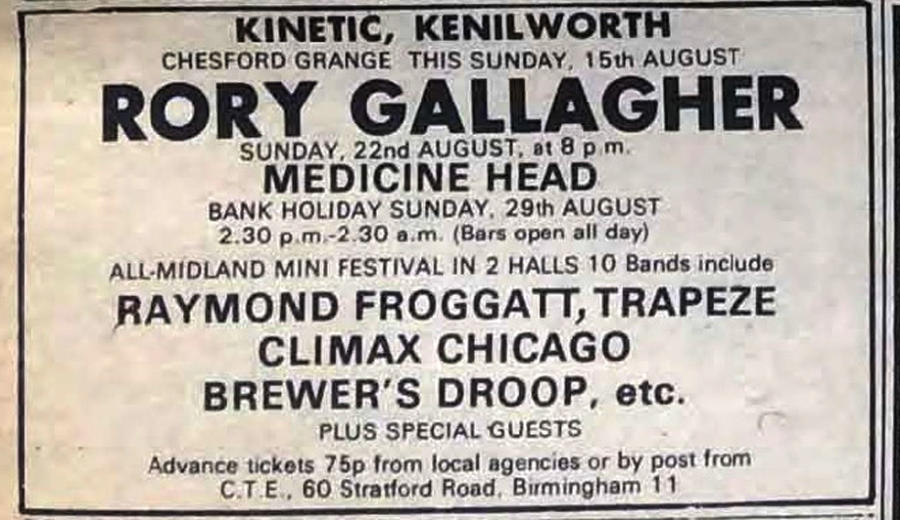 KINETIC, KENILWORTH
CHESFORD GRANGE THIS SUNDAY, 15th AUGUST
RORY GALLAGHER
SUNDAY, 22nd AUGUST, at 8 p.m.
MEDICINE HEAD
BANK HOLIDAY SUNDAY, 29th AUGUST
2.30 p.m.-2.30 a.m. (Bars open all day)
ALL-MIDLAND MINI FESTIVAL IN 2 HALLS 10 Bands include
RAYMOND FROGGATT, TRAPEZE
CLIMAX CHICAGO
BREWER'S DROOP, etc.
PLUS SPECIAL GUESTS
Advance tickets 75p from local agencies or by post from
C.T.E., 60 Stratford Road, Birmingham 11